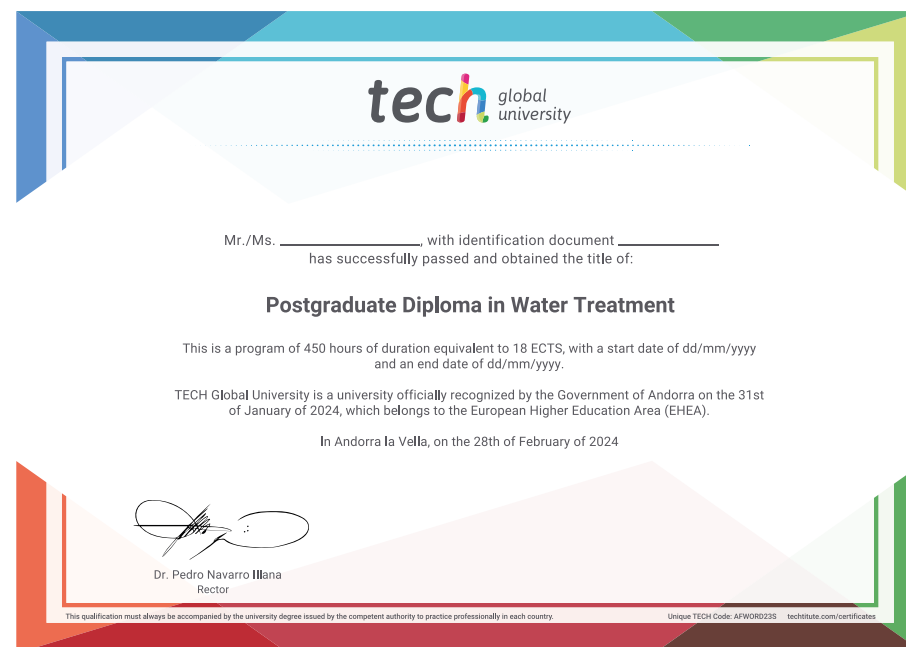 tech global university
Mr./Ms. ____________________, with identification document ______________
has successfully passed and obtained the title of:
Postgraduate Diploma in Water Treatment
This is a program of 450 hours of duration equivalent to 18 ECTS, with a start date of dd/mm/yyyy
and an end date of dd/mm/yyyy.
TECH Global University is a university officially recognized by the Government of Andorra on the 31st
of January of 2024, which belongs to the European Higher Education Area (EHEA).
In Andorra la Vella, on the 28th of February of 2024
Dr. Pedro Navarro Illana
Rector
This qualification must always be accompanied by the university degree issued by the competent authority to practice professionally in each country. Unique TECH Code: AFWORD23S techtitute.com/certificates